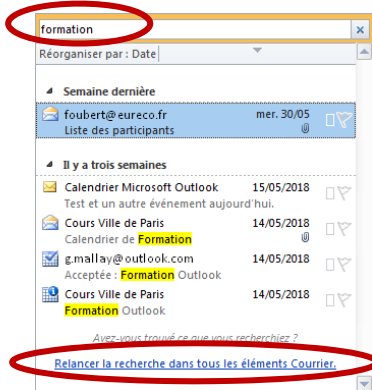 formation
Réorganiser par : Date
Semaine dernière
foubert@eureco.fr mer. 30/05
Liste des participants
Il y a trois semaines
Calendrier Microsoft Outlook 15/05/2018
Test et un autre événement aujourd'hui.
Cours Ville de Paris 14/05/2018
Calendrier de Formation
g.mallay@outlook.com 14/05/2018
Acceptée : Formation Outlook
Cours Ville de Paris 14/05/2018
Formation Outlook
Avez-vous trouvé ce que vous recherchiez ?
Relancer la recherche dans tous les éléments Courrier.